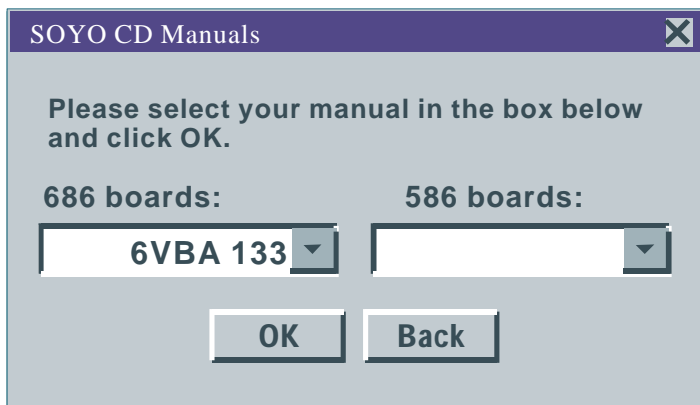 SOYO CD Manuals
Please select your manual in the box below
and click OK.
686 boards: 586 boards:
6VBA 133
OK Back